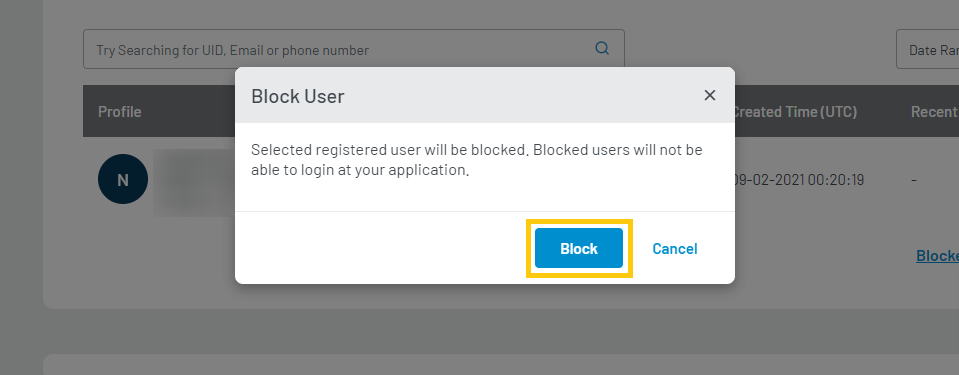 Try Searching for UID, Email or phone number
Date Ra
Block User
Profile
Created Time (UTC)
Recent
Selected registered user will be blocked. Blocked users will not be
able to login at your application.
N
09-02-2021 00:20:19
-
Block
Cancel
Blocke